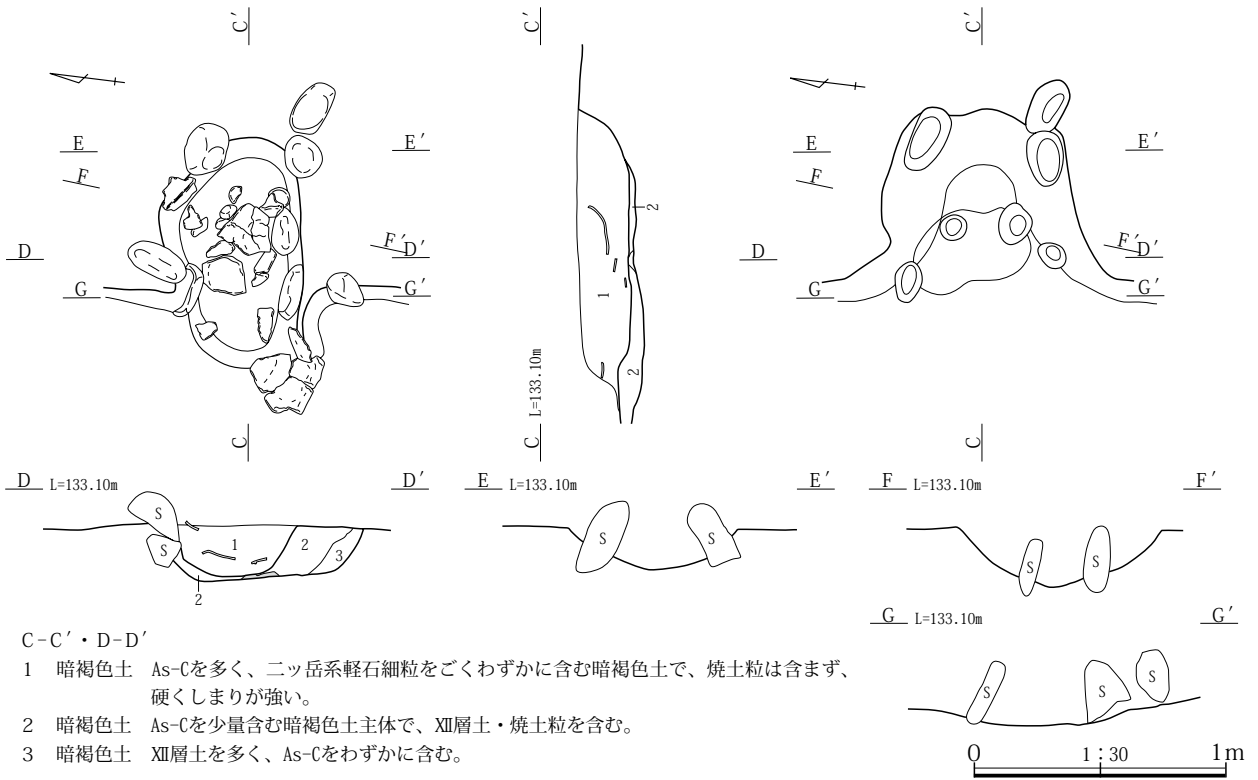 C′ C′ C′
E E′ E E′
F F
D F′ D′ D F′ D′
G G′ G G′
1 2 2
L=133.10m
C C C
D L=133.10m D′ E L=133.10m E′ F L=133.10m F′
S S 1 2 3 2
S S
S S
G L=133.10m G′
S S S
C-C′・D-D′
1 暗褐色土 As-Cを多く、二ッ岳系軽石細粒をごくわずかに含む暗褐色土で、焼土粒は含まず、
硬くしまりが強い。
2 暗褐色土 As-Cを少量含む暗褐色土主体で、Ⅻ層土・焼土粒を含む。
3 暗褐色土 Ⅻ層土を多く、As-Cをわずかに含む。
0 1：30 1m